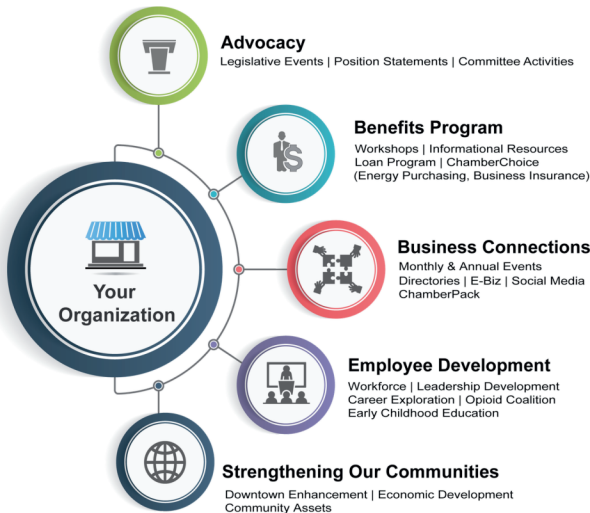 Advocacy
Legislative Events | Position Statements | Committee Activities
Benefits Program
Workshops | Informational Resources
Loan Program | ChamberChoice
(Energy Purchasing, Business Insurance)
Your
Organization
Business Connections
Monthly & Annual Events
Directories | E-Biz | Social Media
ChamberPack
Employee Development
Workforce | Leadership Development
Career Exploration | Opioid Coalition
Early Childhood Education
Strengthening Our Communities
Downtown Enhancement | Economic Development
Community Assets